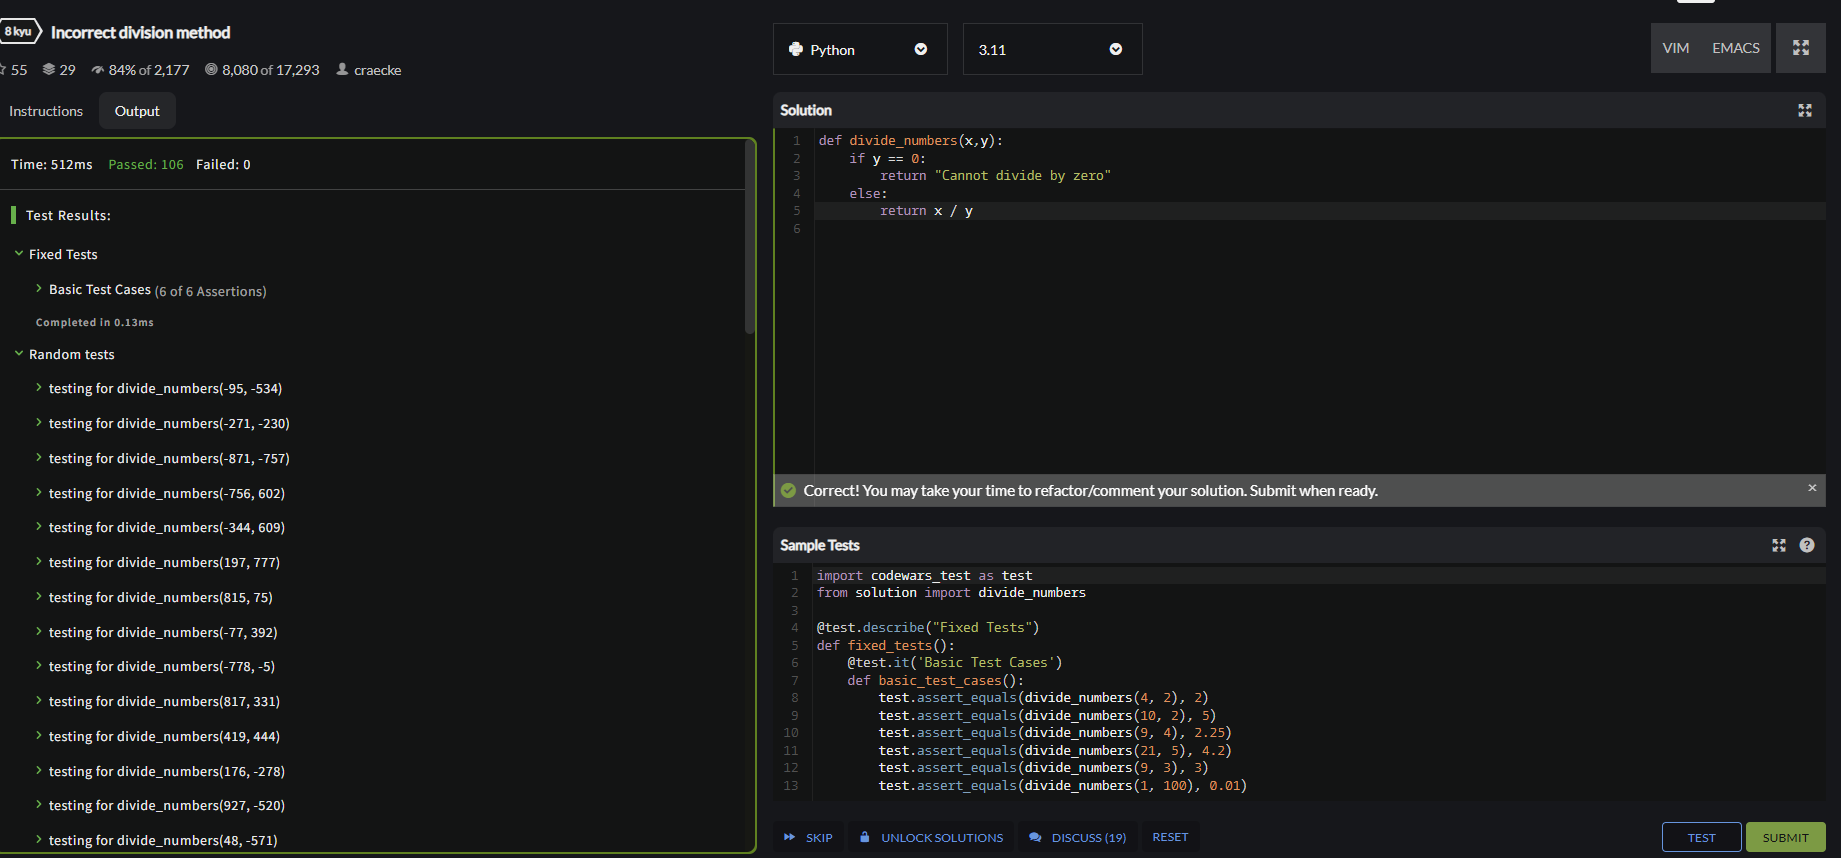 8 kyu Incorrect division method
55 29 84% of 2,177 8,080 of 17,293 craecke
Instructions Output
Time: 512ms Passed: 106 Failed: 0
Test Results:
Fixed Tests
Basic Test Cases (6 of 6 Assertions)
Completed in 0.13ms
Random tests
testing for divide_numbers(-95, -534)
testing for divide_numbers(-271, -230)
testing for divide_numbers(-871, -757)
testing for divide_numbers(-756, 602)
testing for divide_numbers(-344, 609)
testing for divide_numbers(197, 777)
testing for divide_numbers(815, 75)
testing for divide_numbers(-77, 392)
testing for divide_numbers(-778, -5)
testing for divide_numbers(817, 331)
testing for divide_numbers(419, 444)
testing for divide_numbers(176, -278)
testing for divide_numbers(927, -520)
testing for divide_numbers(48, -571)
Python 3.11 VIM EMACS
Solution
1 def divide_numbers(x,y):
2     if y == 0:
3         return "Cannot divide by zero"
4     else:
5         return x / y
6
Correct! You may take your time to refactor/comment your solution. Submit when ready. ×
Sample Tests ?
1 import codewars_test as test
2 from solution import divide_numbers
3
4 @test.describe("Fixed Tests")
5 def fixed_tests():
6     @test.it('Basic Test Cases')
7     def basic_test_cases():
8         test.assert_equals(divide_numbers(4, 2), 2)
9         test.assert_equals(divide_numbers(10, 2), 5)
10         test.assert_equals(divide_numbers(9, 4), 2.25)
11         test.assert_equals(divide_numbers(21, 5), 4.2)
12         test.assert_equals(divide_numbers(9, 3), 3)
13         test.assert_equals(divide_numbers(1, 100), 0.01)
SKIP UNLOCK SOLUTIONS DISCUSS (19) RESET TEST SUBMIT